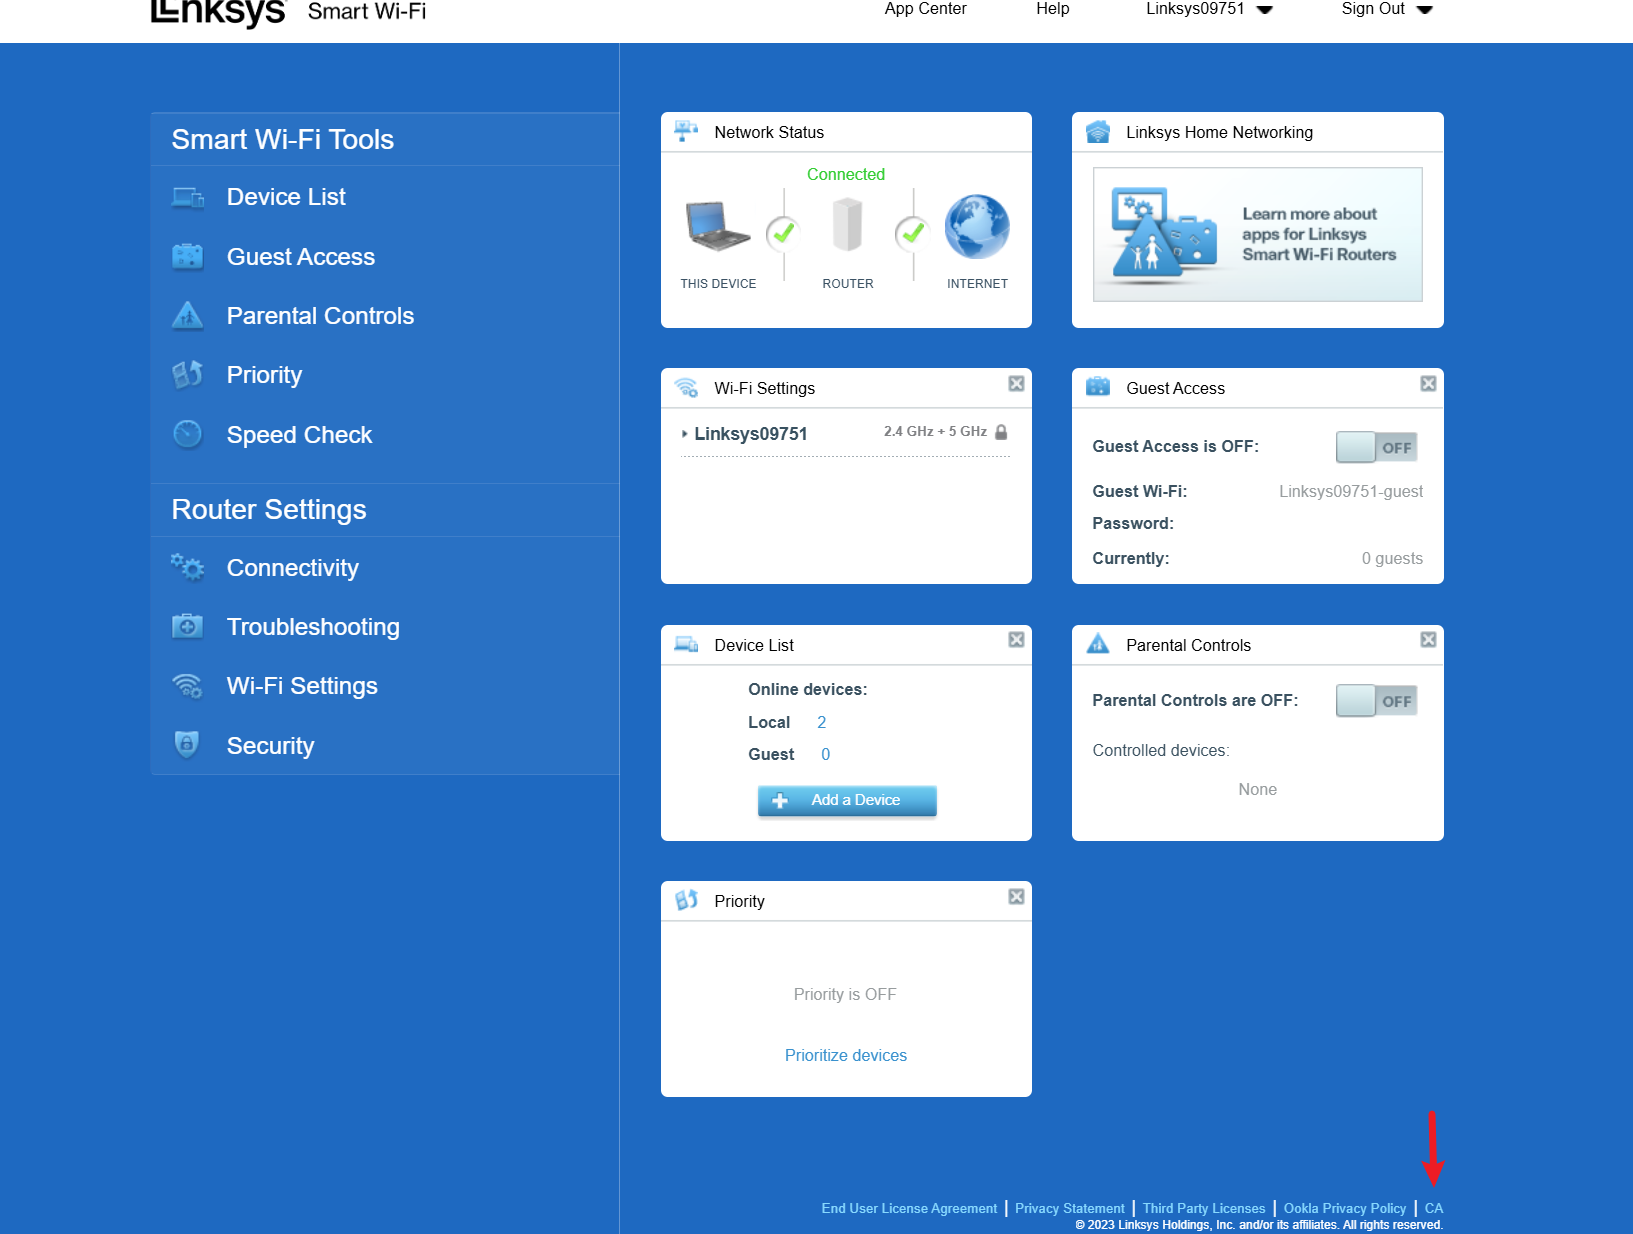 Linksys Smart Wi-Fi
App Center Help Linksys09751 Sign Out
Smart Wi-Fi Tools
Device List
Guest Access
Parental Controls
Priority
Speed Check
Router Settings
Connectivity
Troubleshooting
Wi-Fi Settings
Security
Network Status
Connected
THIS DEVICE ROUTER INTERNET
Linksys Home Networking
Learn more about
apps for Linksys
Smart Wi-Fi Routers
Wi-Fi Settings
Linksys09751 2.4 GHz + 5 GHz
Guest Access
Guest Access is OFF: OFF
Guest Wi-Fi: Linksys09751-guest
Password:
Currently: 0 guests
Device List
Online devices:
Local 2
Guest 0
Add a Device
Parental Controls
Parental Controls are OFF: OFF
Controlled devices:
None
Priority
Priority is OFF
Prioritize devices
End User License Agreement | Privacy Statement | Third Party Licenses | Ookla Privacy Policy | CA
© 2023 Linksys Holdings, Inc. and/or its affiliates. All rights reserved.